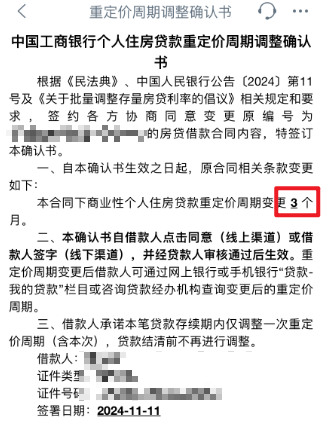 重定价周期调整确认书
中国工商银行个人住房贷款重定价周期调整确认
书
根据《民法典》、中国人民银行公告〔2024〕第11
号及《关于批量调整存量房贷利率的倡议》相关规定和要
求，签约各方协商同意变更原编号为
的房贷借款合同内容，特签订
本确认书。
一、自本确认书生效之日起，原合同相关条款变更
如下：
本合同下商业性个人住房贷款重定价周期变更 3 个
月。
二、本确认书自借款人点击同意（线上渠道）或借
款人签字（线下渠道），并经贷款人审核通过后生效。重
定价周期变更后借款人可通过网上银行或手机银行“贷款-
我的贷款”栏目或咨询贷款经办机构查询变更后的重定价
周期。
三、借款人承诺本笔贷款存续期内仅调整一次重定
价周期（含本次），贷款结清前不再进行调整。
借款人：
证件类型
证件号码
签署日期：2024-11-11